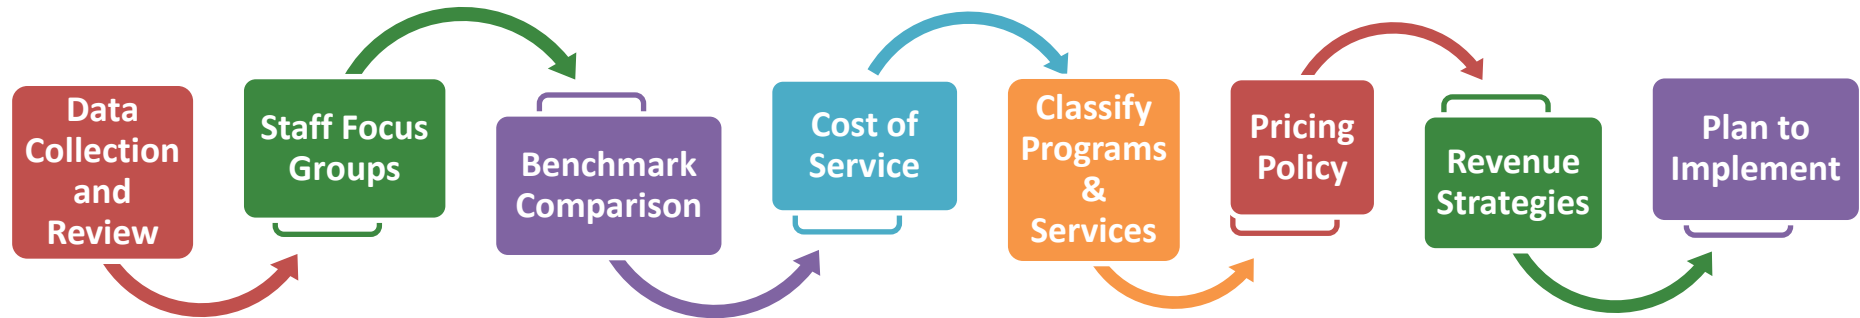 Data
Collection
and
Review
Staff Focus
Groups
Benchmark
Comparison
Cost of
Service
Classify
Programs
&
Services
Pricing
Policy
Revenue
Strategies
Plan to
Implement